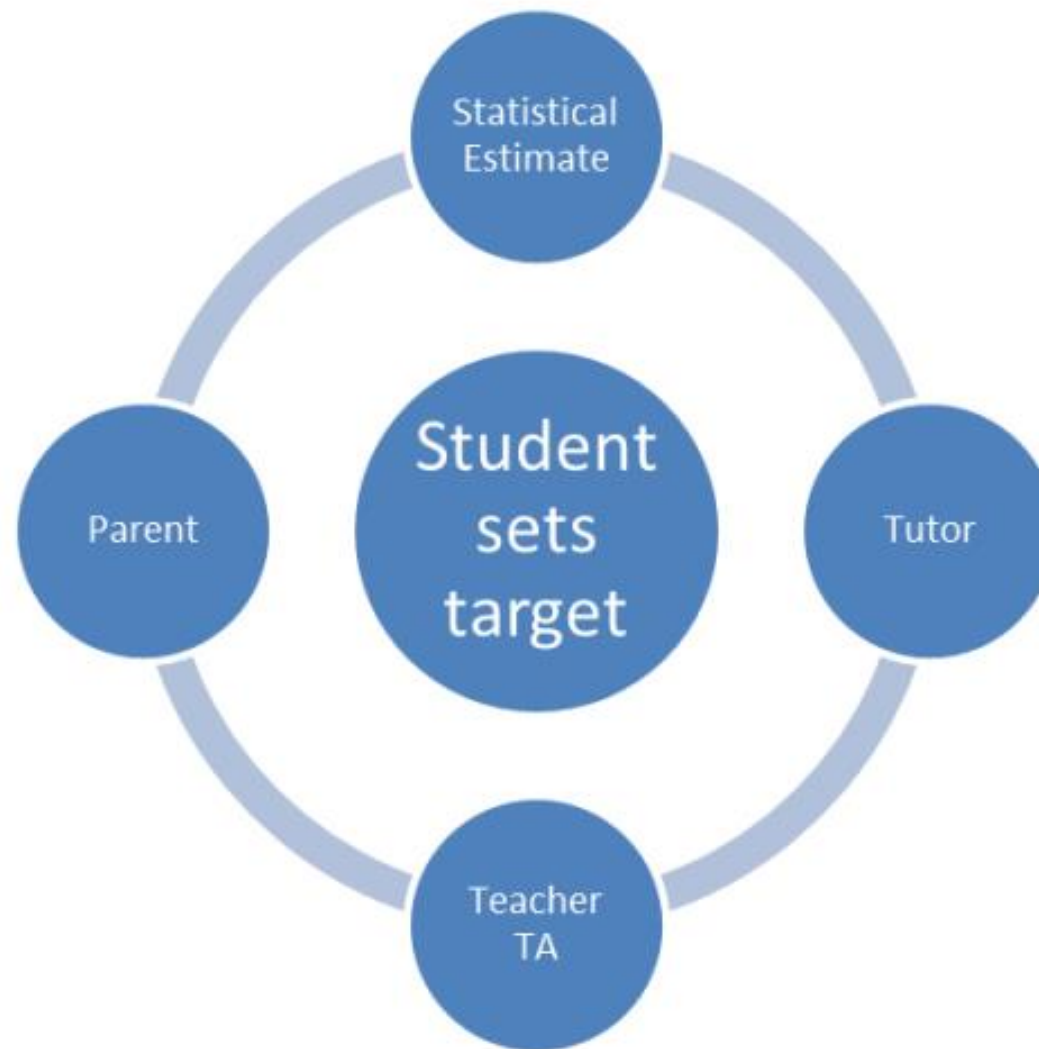 Statistical
Estimate
Parent
Student
sets
target
Tutor
Teacher
TA